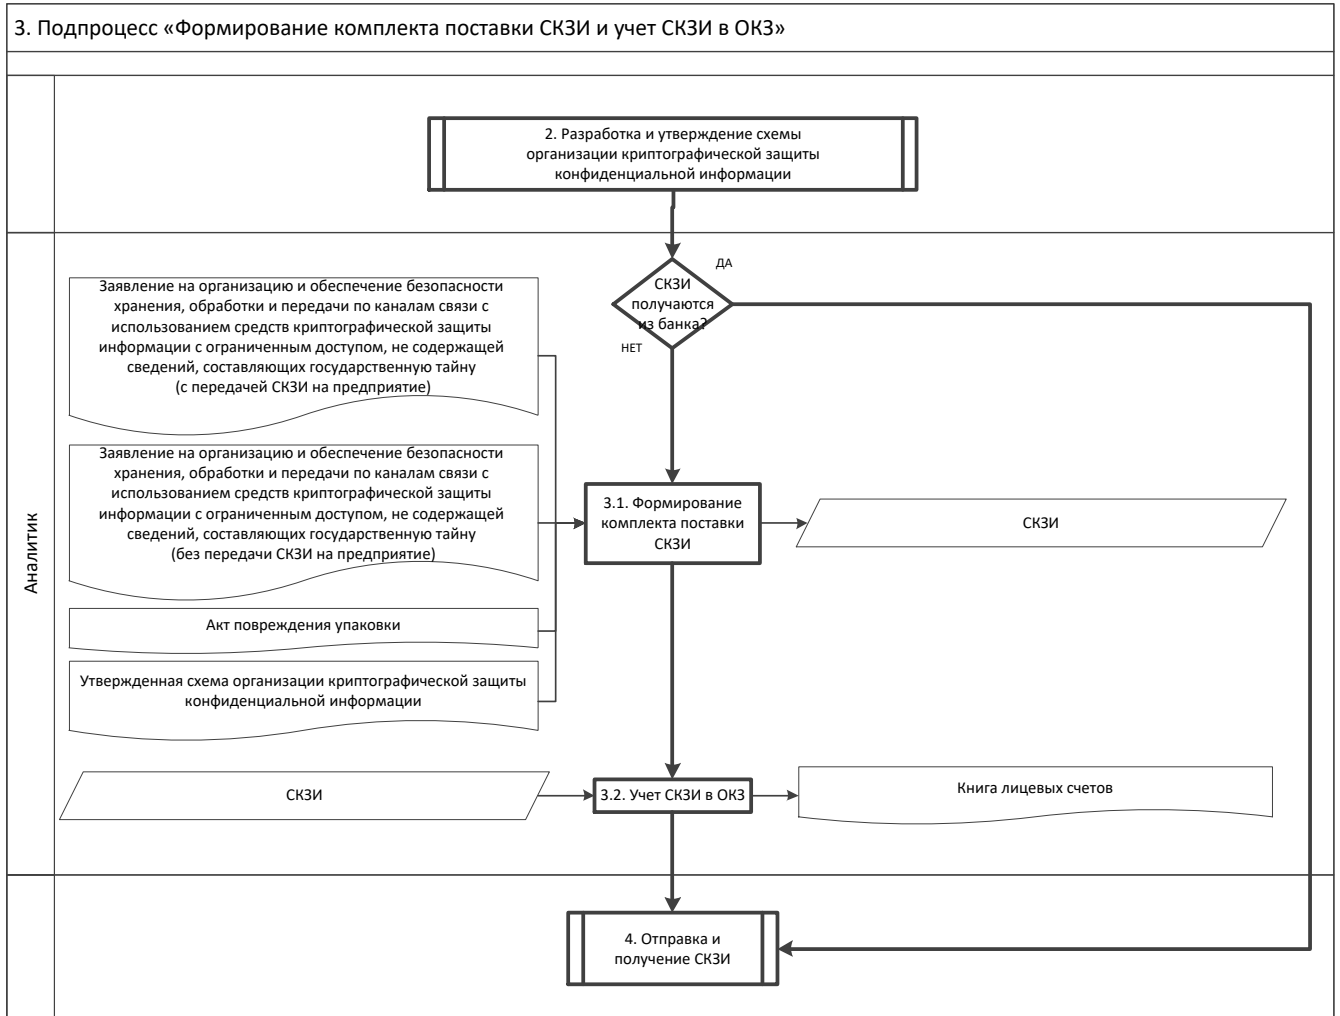 3. Подпроцесс «Формирование комплекта поставки СКЗИ и учет СКЗИ в ОКЗ»
2. Разработка и утверждение схемы
организации криптографической защиты
конфиденциальной информации
Аналитик
СКЗИ
получаются
из банка?
ДА
НЕТ
Заявление на организацию и обеспечение безопасности
хранения, обработки и передачи по каналам связи с
использованием средств криптографической защиты
информации с ограниченным доступом, не содержащей
сведений, составляющих государственную тайну
(с передачей СКЗИ на предприятие)
Заявление на организацию и обеспечение безопасности
хранения, обработки и передачи по каналам связи с
использованием средств криптографической защиты
информации с ограниченным доступом, не содержащей
сведений, составляющих государственную тайну
(без передачи СКЗИ на предприятие)
Акт повреждения упаковки
Утвержденная схема организации криптографической защиты
конфиденциальной информации
3.1. Формирование
комплекта поставки
СКЗИ
СКЗИ
СКЗИ
3.2. Учет СКЗИ в ОКЗ
Книга лицевых счетов
4. Отправка и
получение СКЗИ